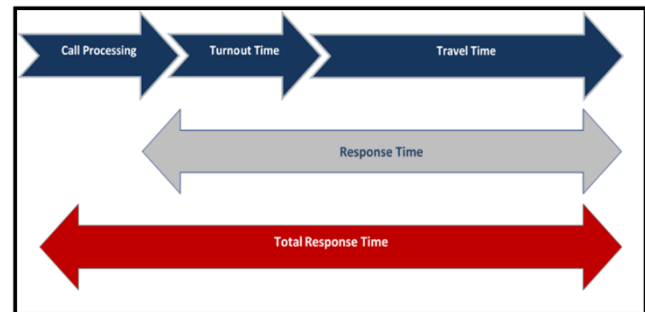 Call Processing
Turnout Time
Travel Time
Response Time
Total Response Time